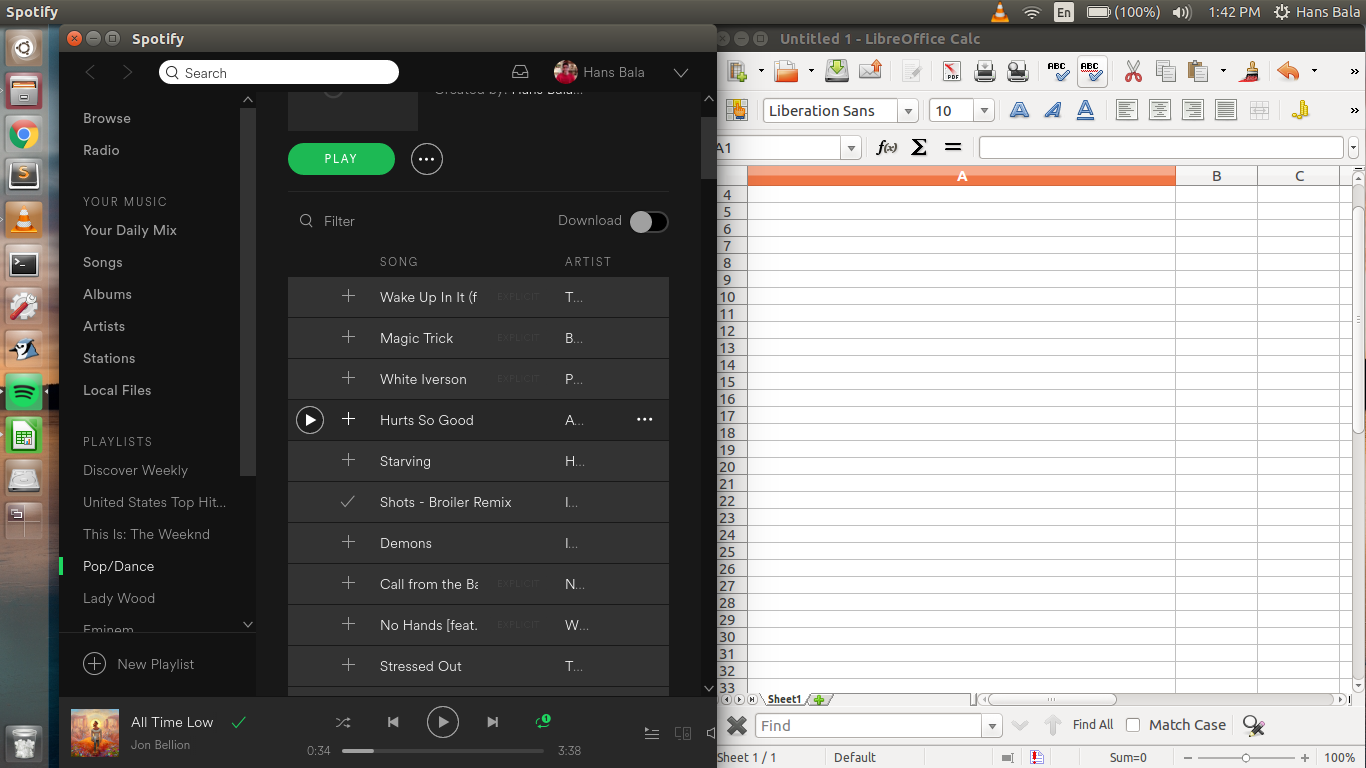 Spotify
En
(100%)
1:42 PM
Hans Bala
Spotify
Search
Hans Bala
Browse
Radio
YOUR MUSIC
Your Daily Mix
Songs
Albums
Artists
Stations
Local Files
PLAYLISTS
Discover Weekly
United States Top Hit...
This Is: The Weeknd
Pop/Dance
Lady Wood
Eminem
New Playlist
Created by: Hans Bala...
PLAY
Filter
Download
SONG ARTIST
Wake Up In It (f EXPLICIT T...
Magic Trick EXPLICIT B...
White Iverson EXPLICIT P...
Hurts So Good A...
Starving H...
Shots - Broiler Remix I...
Demons I...
Call from the Ba EXPLICIT N...
No Hands [feat. EXPLICIT W...
Stressed Out T...
All Time Low
Jon Bellion
0:34
3:38
Untitled 1 - LibreOffice Calc
PDF
ABC
ABC
Liberation Sans
10
A1
f(x) Σ =
A B C
4
5
6
7
8
9
10
11
12
13
14
15
16
17
18
19
20
21
22
23
24
25
26
27
28
29
30
31
32
33
Sheet1
Find
Find All
Match Case
Sheet 1 / 1
Default
Sum=0
100%